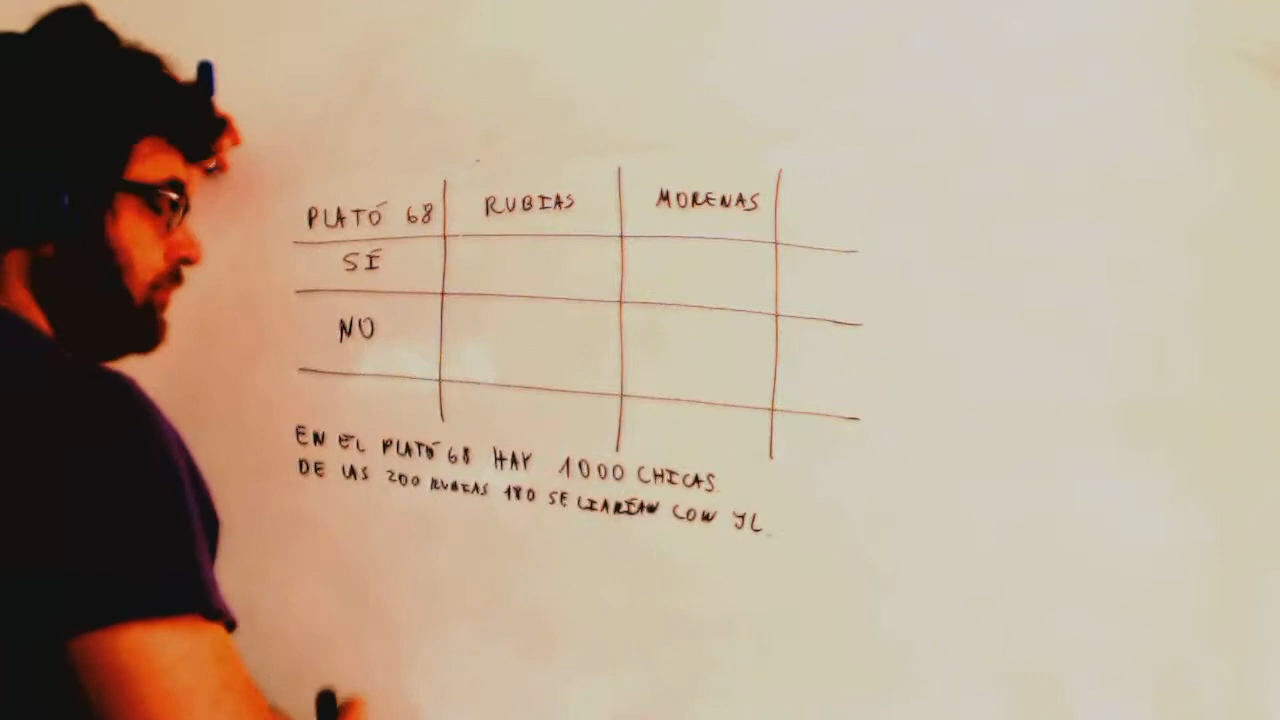 PLATÓ 68 RUBIAS MORENAS
SÍ
NO
EN EL PLATÓ 68 HAY 1000 CHICAS
DE LAS 200 RUBIAS 180 SE LIARÍAN CON JL